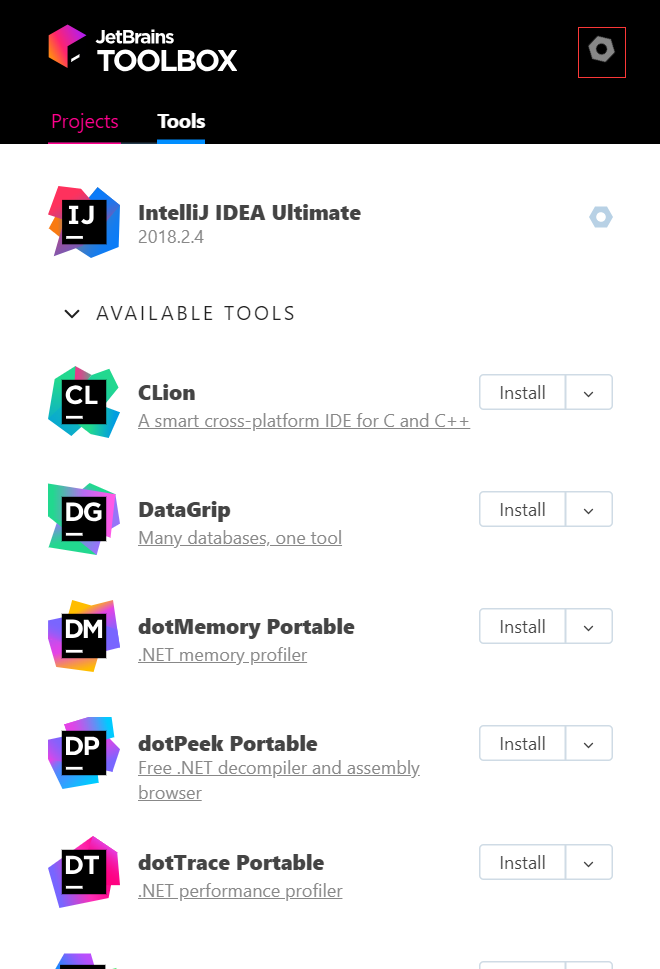 JetBrains
TOOLBOX
Projects Tools
IJ
IntelliJ IDEA Ultimate
2018.2.4
AVAILABLE TOOLS
CL
CLion
A smart cross-platform IDE for C and C++
Install
DG
DataGrip
Many databases, one tool
Install
DM
dotMemory Portable
.NET memory profiler
Install
DP
dotPeek Portable
Free .NET decompiler and assembly
browser
Install
DT
dotTrace Portable
.NET performance profiler
Install